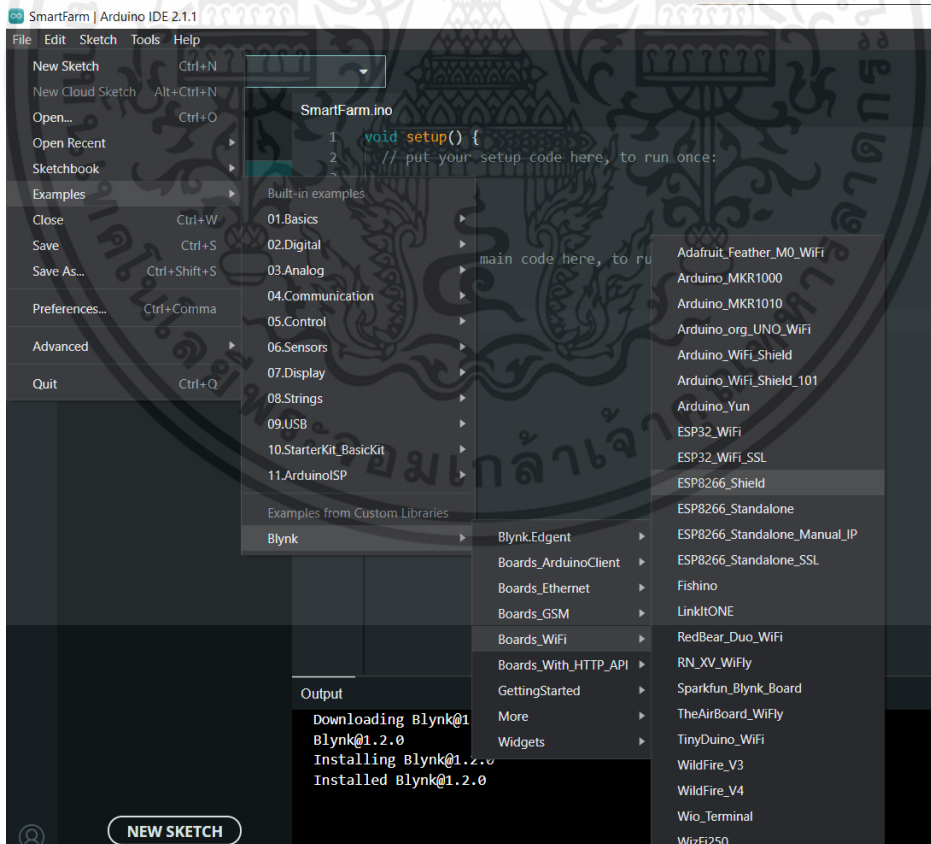 SmartFarm | Arduino IDE 2.1.1
File Edit Sketch Tools Help
New Sketch Ctrl+N
New Cloud Sketch Alt+Ctrl+N
Open... Ctrl+O
Open Recent
Sketchbook
Examples
Close Ctrl+W
Save Ctrl+S
Save As... Ctrl+Shift+S
Preferences... Ctrl+Comma
Advanced
Quit Ctrl+Q
SmartFarm.ino
1 void setup() {
2 // put your setup code here, to run once:
main code here, to ru
Built-in examples
01.Basics
02.Digital
03.Analog
04.Communication
05.Control
06.Sensors
07.Display
08.Strings
09.USB
10.StarterKit_BasicKit
11.ArduinoISP
Examples from Custom Libraries
Blynk
Blynk.Edgent
Boards_ArduinoClient
Boards_Ethernet
Boards_GSM
Boards_WiFi
Boards_With_HTTP_API
GettingStarted
More
Widgets
Adafruit_Feather_M0_WiFi
Arduino_MKR1000
Arduino_MKR1010
Arduino_org_UNO_WiFi
Arduino_WiFi_Shield
Arduino_WiFi_Shield_101
Arduino_Yun
ESP32_WiFi
ESP32_WiFi_SSL
ESP8266_Shield
ESP8266_Standalone
ESP8266_Standalone_Manual_IP
ESP8266_Standalone_SSL
Fishino
LinkItONE
RedBear_Duo_WiFi
RN_XV_WiFly
Sparkfun_Blynk_Board
TheAirBoard_WiFly
TinyDuino_WiFi
WildFire_V3
WildFire_V4
Wio_Terminal
WizFi250
Output
Downloading Blynk@1
Blynk@1.2.0
Installing Blynk@1.2.0
Installed Blynk@1.2.0
NEW SKETCH